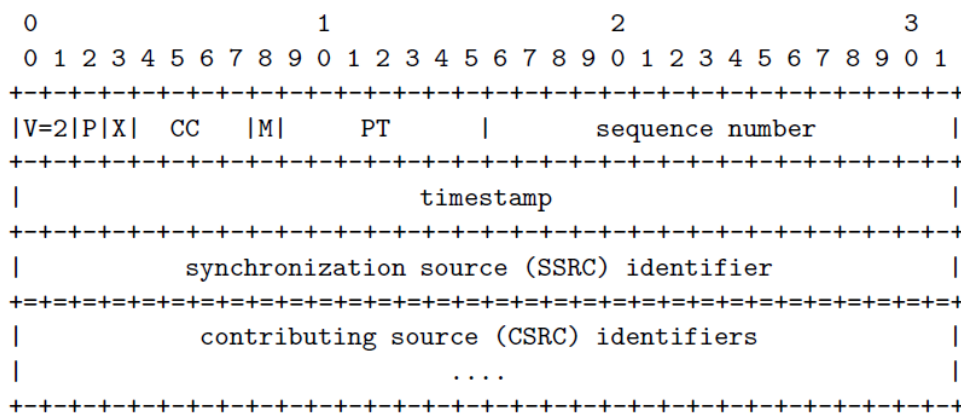 0                   1                   2                   3
0 1 2 3 4 5 6 7 8 9 0 1 2 3 4 5 6 7 8 9 0 1 2 3 4 5 6 7 8 9 0 1
+-+-+-+-+-+-+-+-+-+-+-+-+-+-+-+-+-+-+-+-+-+-+-+-+-+-+-+-+-+-+-+-+
|V=2|P|X|  CC   |M|     PT      |       sequence number         |
+-+-+-+-+-+-+-+-+-+-+-+-+-+-+-+-+-+-+-+-+-+-+-+-+-+-+-+-+-+-+-+-+
|                           timestamp                           |
+-+-+-+-+-+-+-+-+-+-+-+-+-+-+-+-+-+-+-+-+-+-+-+-+-+-+-+-+-+-+-+-+
|           synchronization source (SSRC) identifier            |
+=+=+=+=+=+=+=+=+=+=+=+=+=+=+=+=+=+=+=+=+=+=+=+=+=+=+=+=+=+=+=+=+
|            contributing source (CSRC) identifiers             |
|                             ....                              |
+-+-+-+-+-+-+-+-+-+-+-+-+-+-+-+-+-+-+-+-+-+-+-+-+-+-+-+-+-+-+-+-+